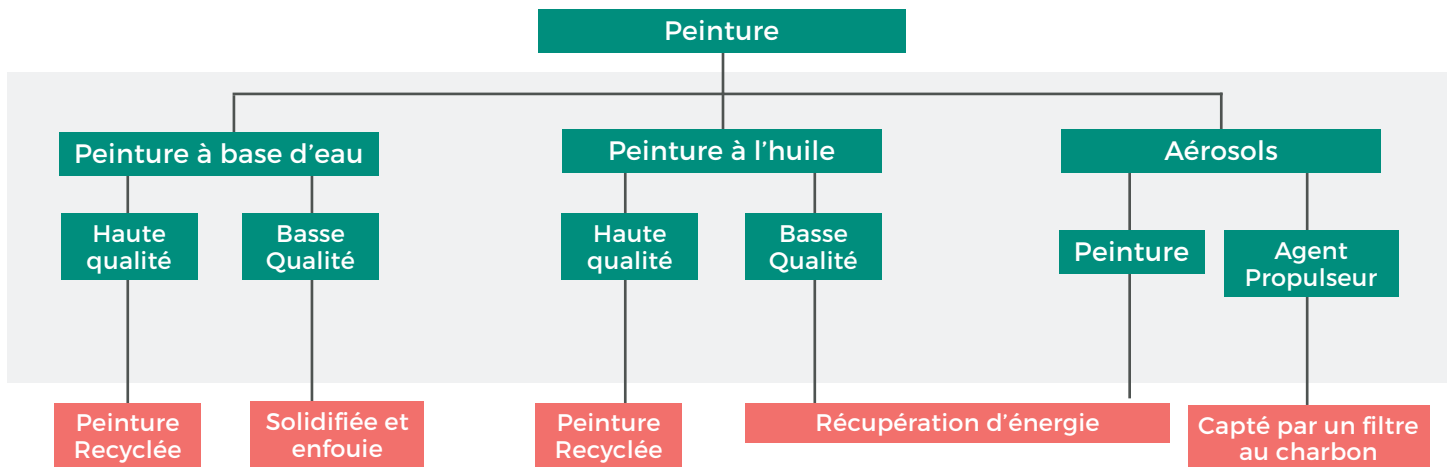 Peinture
Peinture à base d'eau
Peinture à l'huile
Aérosols
Haute
qualité
Basse
Qualité
Haute
qualité
Basse
Qualité
Peinture
Agent
Propulseur
Peinture
Recyclée
Solidifiée et
enfouie
Peinture
Recyclée
Récupération d'énergie
Capté par un filtre
au charbon